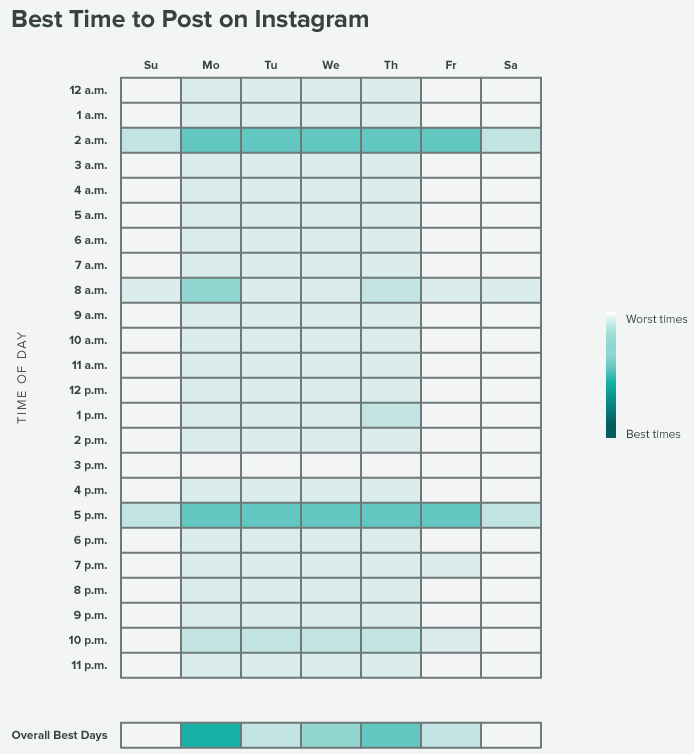 Best Time to Post on Instagram
Su Mo Tu We Th Fr Sa
12 a.m.
1 a.m.
2 a.m.
3 a.m.
4 a.m.
5 a.m.
6 a.m.
7 a.m.
8 a.m.
9 a.m.
10 a.m.
11 a.m.
12 p.m.
1 p.m.
2 p.m.
3 p.m.
4 p.m.
5 p.m.
6 p.m.
7 p.m.
8 p.m.
9 p.m.
10 p.m.
11 p.m.
TIME OF DAY
Worst times
Best times
Overall Best Days